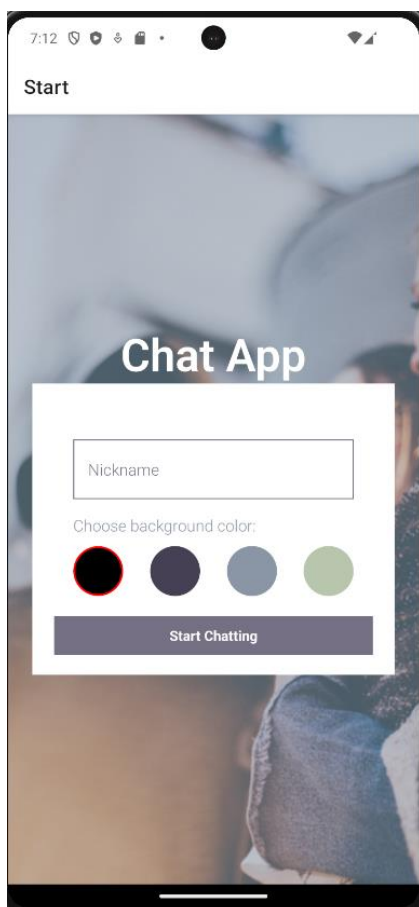 7:12
Start
Chat App
Nickname
Choose background color:
Start Chatting